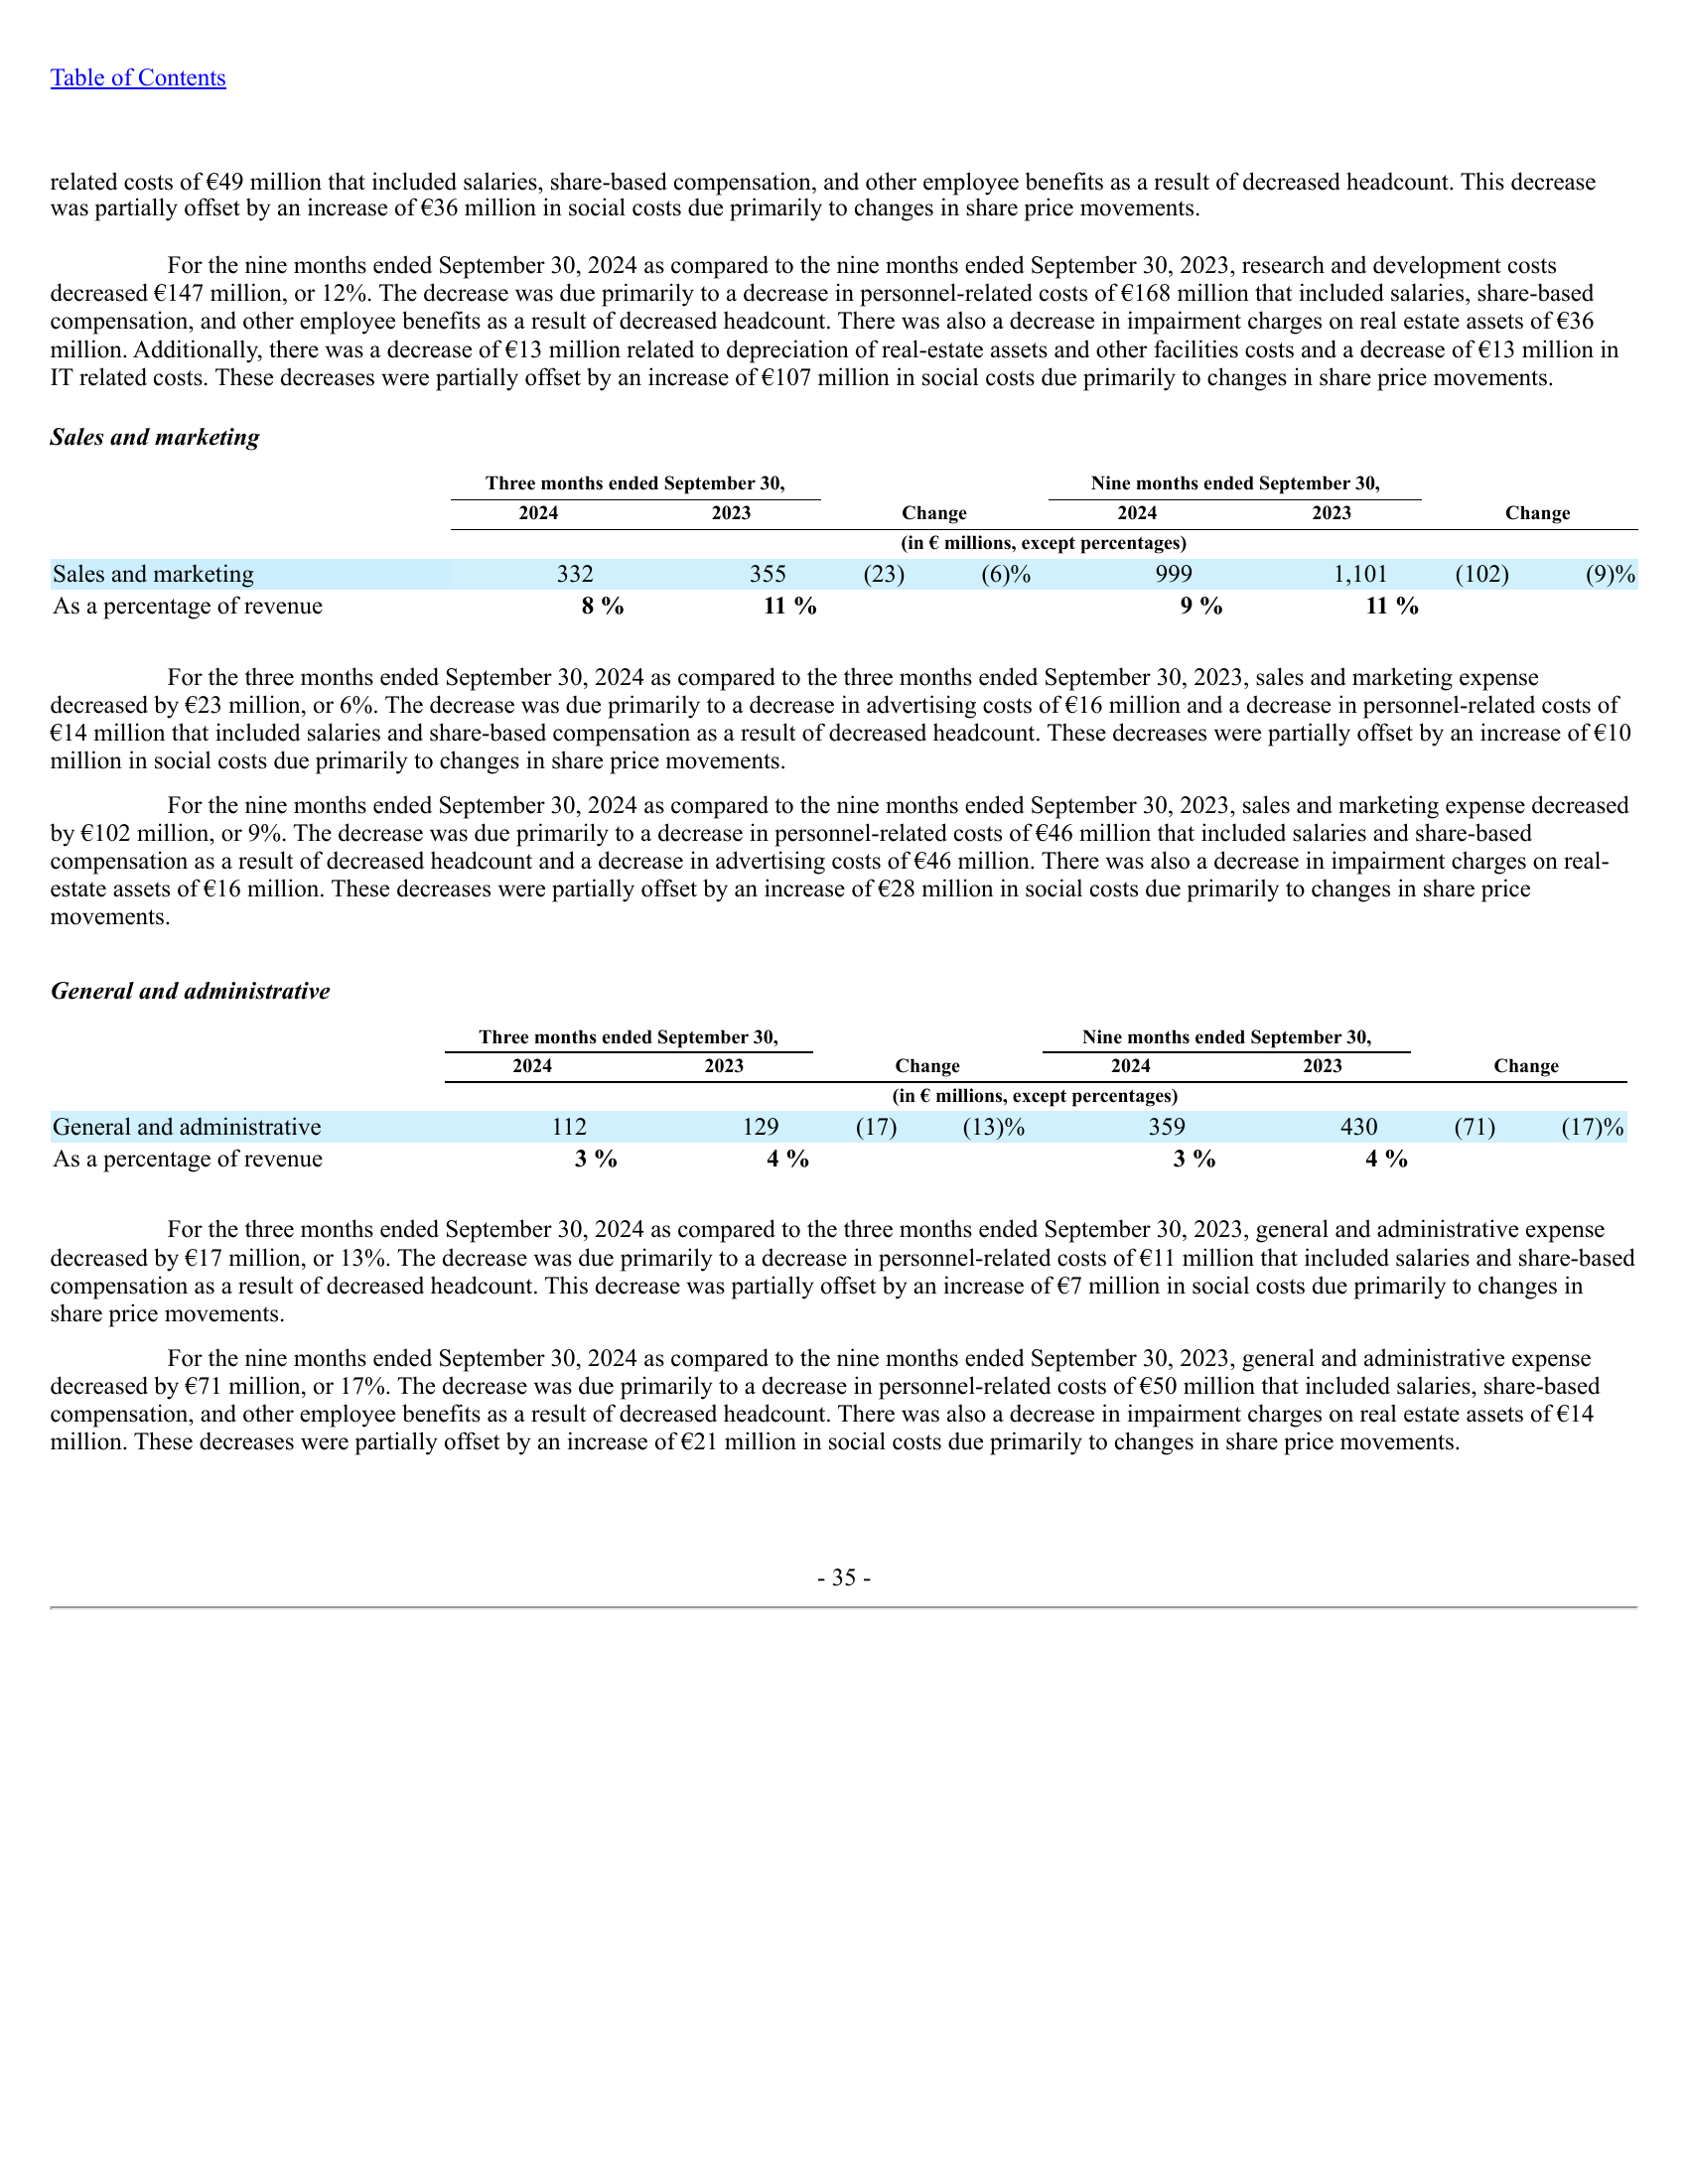 Table of Contents
related costs of €49 million that included salaries, share-based compensation, and other employee benefits as a result of decreased headcount. This decrease
was partially offset by an increase of €36 million in social costs due primarily to changes in share price movements.
For the nine months ended September 30, 2024 as compared to the nine months ended September 30, 2023, research and development costs
decreased €147 million, or 12%. The decrease was due primarily to a decrease in personnel-related costs of €168 million that included salaries, share-based
compensation, and other employee benefits as a result of decreased headcount. There was also a decrease in impairment charges on real estate assets of €36
million. Additionally, there was a decrease of €13 million related to depreciation of real-estate assets and other facilities costs and a decrease of €13 million in
IT related costs. These decreases were partially offset by an increase of €107 million in social costs due primarily to changes in share price movements.
Sales and marketing
Three months ended September 30, Nine months ended September 30,
2024 2023 Change 2024 2023 Change
(in € millions, except percentages)
Sales and marketing 332 355 (23) (6)% 999 1,101 (102) (9)%
As a percentage of revenue 8 % 11 % 9 % 11 %
For the three months ended September 30, 2024 as compared to the three months ended September 30, 2023, sales and marketing expense
decreased by €23 million, or 6%. The decrease was due primarily to a decrease in advertising costs of €16 million and a decrease in personnel-related costs of
€14 million that included salaries and share-based compensation as a result of decreased headcount. These decreases were partially offset by an increase of €10
million in social costs due primarily to changes in share price movements.
For the nine months ended September 30, 2024 as compared to the nine months ended September 30, 2023, sales and marketing expense decreased
by €102 million, or 9%. The decrease was due primarily to a decrease in personnel-related costs of €46 million that included salaries and share-based
compensation as a result of decreased headcount and a decrease in advertising costs of €46 million. There was also a decrease in impairment charges on real-
estate assets of €16 million. These decreases were partially offset by an increase of €28 million in social costs due primarily to changes in share price
movements.
General and administrative
Three months ended September 30, Nine months ended September 30,
2024 2023 Change 2024 2023 Change
(in € millions, except percentages)
General and administrative 112 129 (17) (13)% 359 430 (71) (17)%
As a percentage of revenue 3 % 4 % 3 % 4 %
For the three months ended September 30, 2024 as compared to the three months ended September 30, 2023, general and administrative expense
decreased by €17 million, or 13%. The decrease was due primarily to a decrease in personnel-related costs of €11 million that included salaries and share-based
compensation as a result of decreased headcount. This decrease was partially offset by an increase of €7 million in social costs due primarily to changes in
share price movements.
For the nine months ended September 30, 2024 as compared to the nine months ended September 30, 2023, general and administrative expense
decreased by €71 million, or 17%. The decrease was due primarily to a decrease in personnel-related costs of €50 million that included salaries, share-based
compensation, and other employee benefits as a result of decreased headcount. There was also a decrease in impairment charges on real estate assets of €14
million. These decreases were partially offset by an increase of €21 million in social costs due primarily to changes in share price movements.
- 35 -